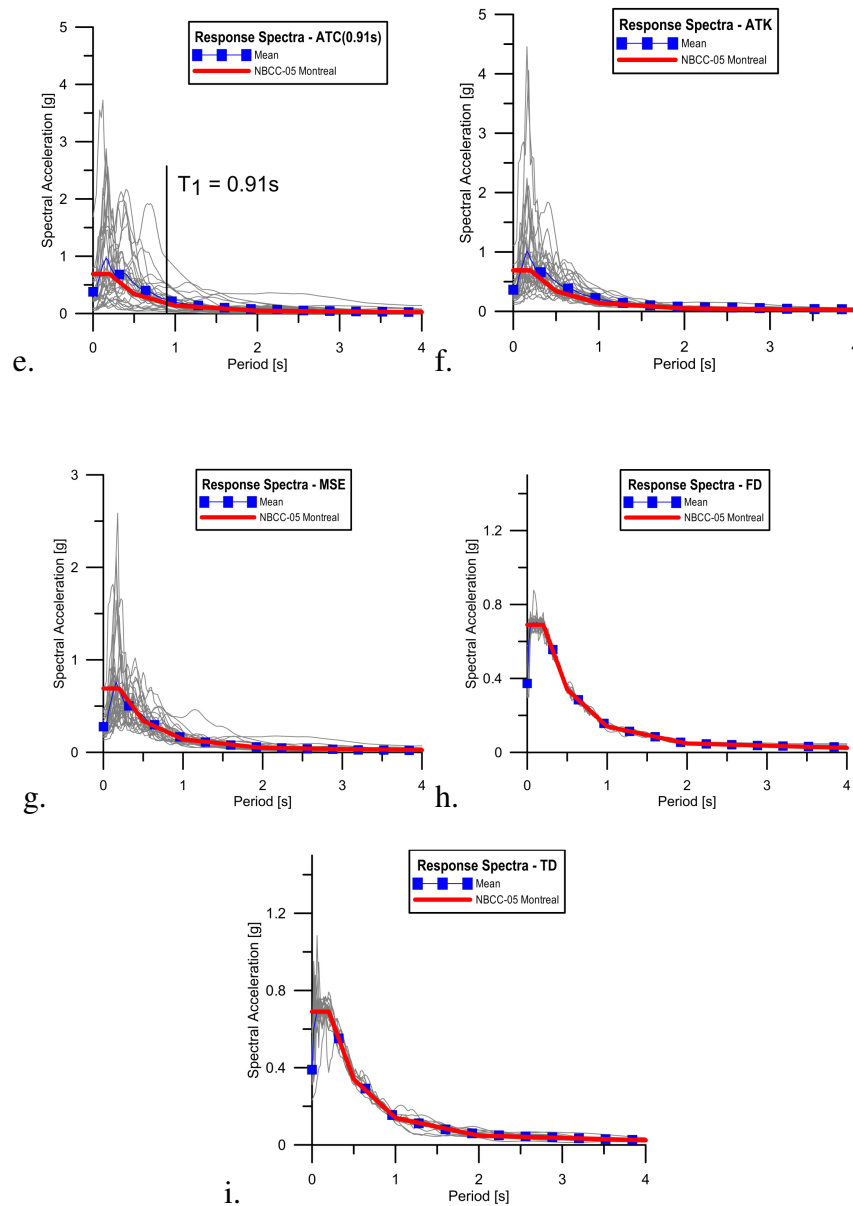 Response Spectra - ATC(0.91s)
Mean
NBCC-05 Montreal
5
4
3
2
1
0
Spectral Acceleration [g]
T1 = 0.91s
0 1 2 3 4
Period [s]
e.
Response Spectra - ATK
Mean
NBCC-05 Montreal
5
4
3
2
1
0
Spectral Acceleration [g]
0 1 2 3 4
Period [s]
f.
Response Spectra - MSE
Mean
NBCC-05 Montreal
3
2
1
0
Spectral Acceleration [g]
0 1 2 3 4
Period [s]
g.
Response Spectra - FD
Mean
NBCC-05 Montreal
1.2
0.8
0.4
0
Spectral Acceleration [g]
0 1 2 3 4
Period [s]
h.
Response Spectra - TD
Mean
NBCC-05 Montreal
1.2
0.8
0.4
0
Spectral Acceleration [g]
0 1 2 3 4
Period [s]
i.